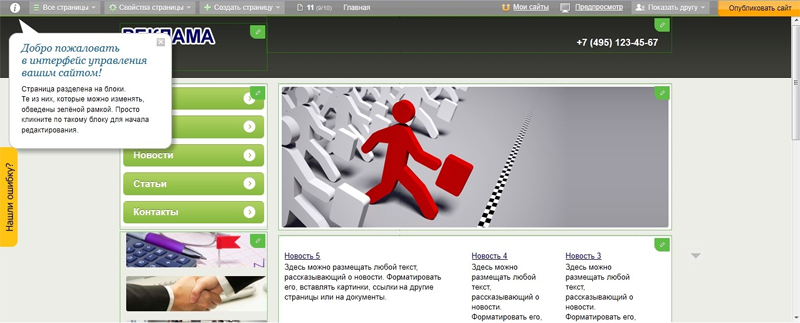 Все страницы
Свойства страницы
Создать страницу
11 (9/10)
Главная
Мои сайты
Предпросмотр
Показать другу
Опубликовать сайт
РЕКЛАМА
+7 (495) 123-45-67
Добро пожаловать
в интерфейс управления
вашим сайтом!
Страница разделена на блоки.
Те из них, которые можно изменять,
обведены зелёной рамкой. Просто
кликните по такому блоку для начала
редактирования.
Нашли ошибку?
Новости
Статьи
Контакты
Новость 5
Здесь можно размещать любой текст,
рассказывающий о новости. Форматировать
его, вставлять картинки, ссылки на другие
страницы или на документы.
Новость 4
Здесь можно
размещать любой
текст,
рассказывающий о
новости.
Форматировать его,
Новость 3
Здесь можно
размещать любой
текст,
рассказывающий о
новости.
Форматировать его,